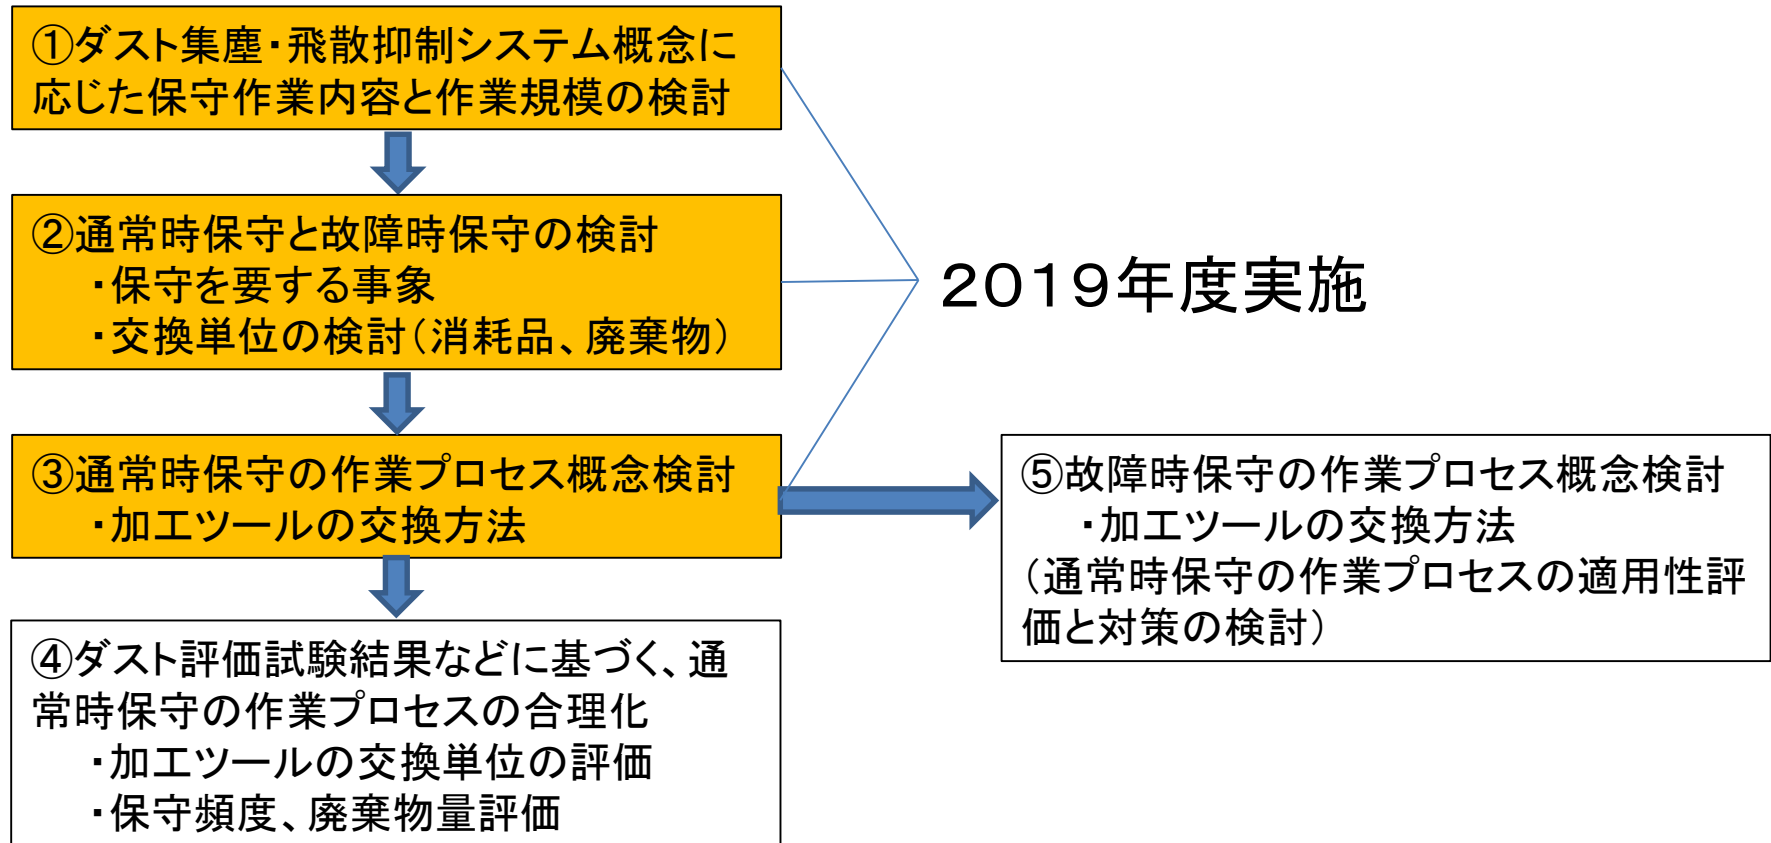 ①ダスト集塵・飛散抑制システム概念に
応じた保守作業内容と作業規模の検討
②通常時保守と故障時保守の検討
・保守を要する事象
・交換単位の検討（消耗品、廃棄物）
２０１９年度実施
③通常時保守の作業プロセス概念検討
・加工ツールの交換方法
⑤故障時保守の作業プロセス概念検討
・加工ツールの交換方法
（通常時保守の作業プロセスの適用性評
価と対策の検討）
④ダスト評価試験結果などに基づく、通
常時保守の作業プロセスの合理化
・加工ツールの交換単位の評価
・保守頻度、廃棄物量評価